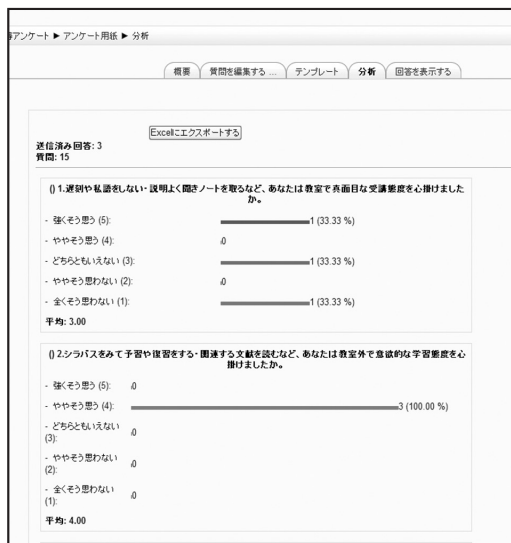 アンケート ► アンケート用紙 ► 分析
概要 質問を編集する ... テンプレート 分析 回答を表示する
Excelにエクスポートする
送信済み回答: 3
質問: 15
() 1.遅刻や私語をしない・説明よく聞きノートを取るなど、あなたは教室で真面目な受講態度を心掛けました
か。
- 強くそう思う (5): 1 (33.33 %)
- ややそう思う (4): 0
- どちらともいえない (3): 1 (33.33 %)
- ややそう思わない (2): 0
- 全くそう思わない (1): 1 (33.33 %)
平均: 3.00
() 2.シラバスをみて予習や復習をする・関連する文献を読むなど、あなたは教室外で意欲的な学習態度を心
掛けましたか。
- 強くそう思う (5): 0
- ややそう思う (4): 3 (100.00 %)
- どちらともいえない
(3): 0
- ややそう思わない
(2): 0
- 全くそう思わない
(1): 0
平均: 4.00